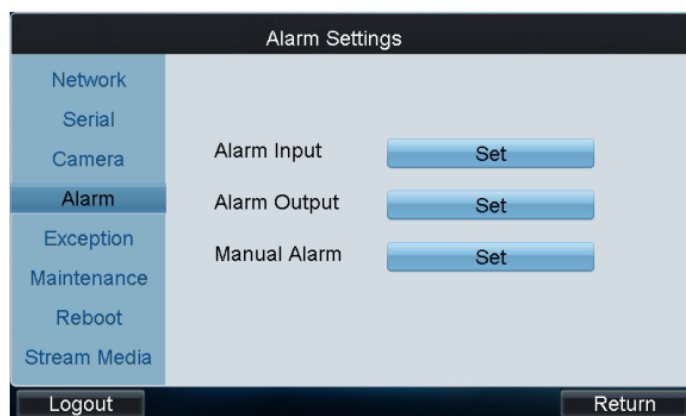 Alarm Settings
Network
Serial
Camera
Alarm
Exception
Maintenance
Reboot
Stream Media
Alarm Input Set
Alarm Output Set
Manual Alarm Set
Logout Return